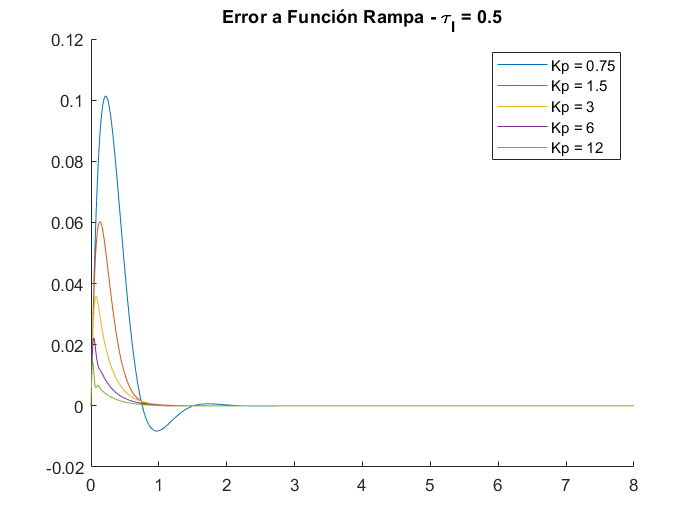 Error a Función Rampa - τI = 0.5
0.12
0.1
0.08
0.06
0.04
0.02
0
-0.02
0 1 2 3 4 5 6 7 8
Kp = 0.75
Kp = 1.5
Kp = 3
Kp = 6
Kp = 12